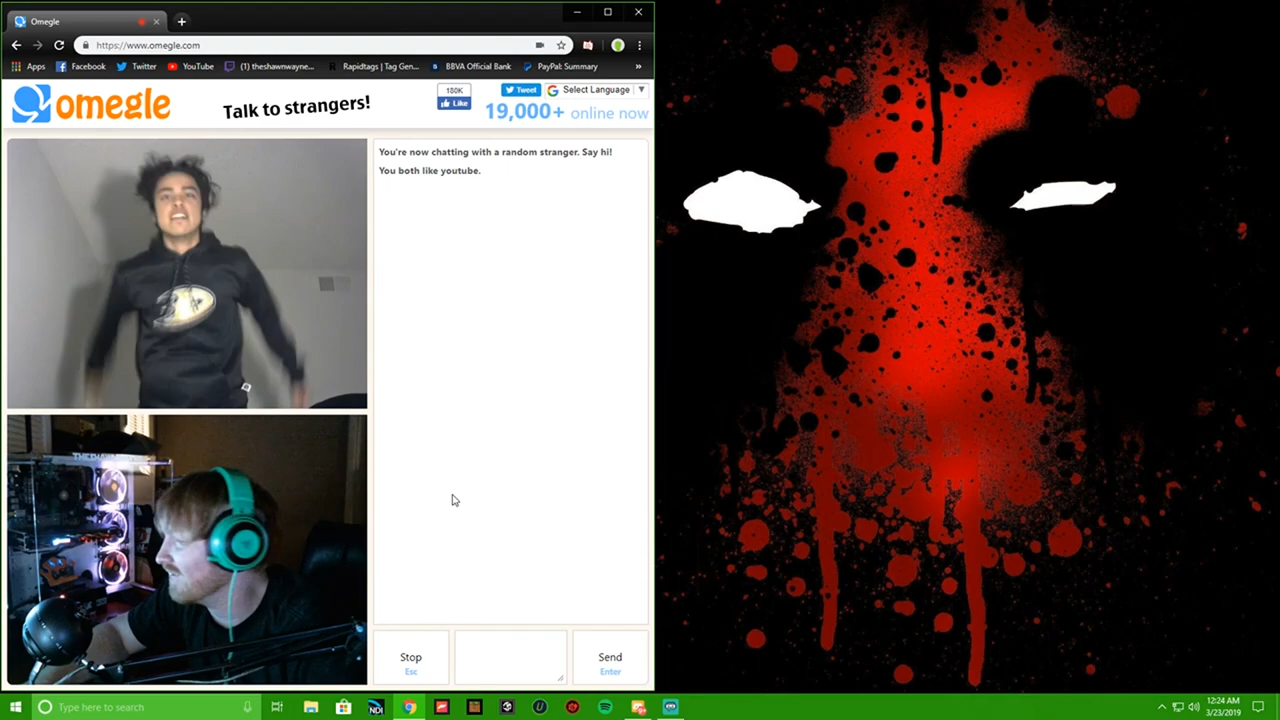 Omegle
https://www.omegle.com
Apps
Facebook
Twitter
YouTube
(1) theshawnwayne...
Rapidtags | Tag Gen...
BBVA Official Bank
PayPal: Summary
»
omegle
Talk to strangers!
180K
Like
Tweet
Select Language
19,000+ online now
You're now chatting with a random stranger. Say hi!
You both like youtube.
Stop
Esc
Send
Enter
Type here to search
NDI
12:24 AM
3/23/2019